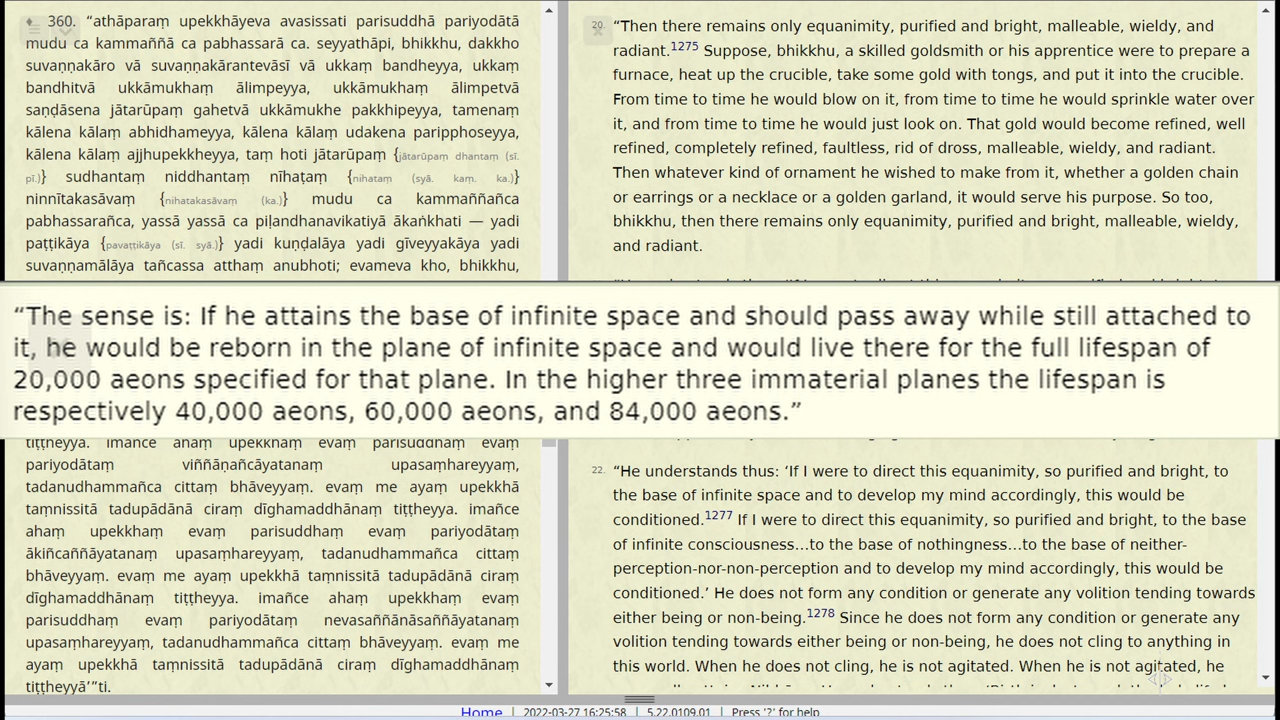 ♦ 360. “athāparaṃ upekkhāyeva avasissati parisuddhā pariyodātā
mudu ca kammaññā ca pabhassarā ca. seyyathāpi, bhikkhu, dakkho
suvaṇṇakāro vā suvaṇṇakārantevāsī vā ukkaṃ bandheyya, ukkaṃ
bandhitvā ukkāmukhaṃ ālimpeyya, ukkāmukhaṃ ālimpetvā
saṇḍāsena jātarūpaṃ gahetvā ukkāmukhe pakkhipeyya, tamenaṃ
kālena kālaṃ abhidhameyya, kālena kālaṃ udakena paripphoseyya,
kālena kālaṃ ajjhupekkheyya, taṃ hoti jātarūpaṃ {jātarūpaṃ dhantaṃ (sī.
pī.)} sudhantaṃ niddhantaṃ nīhaṭaṃ {nihataṃ (syā. kaṃ. ka.)}
ninnītakasāvaṃ {nihatakasāvaṃ (ka.)} mudu ca kammaññañca
pabhassarañca, yassā yassā ca piḷandhanavikatiyā ākaṅkhati — yadi
paṭṭikāya {pavaṭṭikāya (sī. syā.)} yadi kuṇḍalāya yadi gīveyyakāya yadi
suvaṇṇamālāya tañcassa atthaṃ anubhoti; evameva kho, bhikkhu,
20. “Then there remains only equanimity, purified and bright, malleable, wieldy, and
radiant.1275 Suppose, bhikkhu, a skilled goldsmith or his apprentice were to prepare a
furnace, heat up the crucible, take some gold with tongs, and put it into the crucible.
From time to time he would blow on it, from time to time he would sprinkle water over
it, and from time to time he would just look on. That gold would become refined, well
refined, completely refined, faultless, rid of dross, malleable, wieldy, and radiant.
Then whatever kind of ornament he wished to make from it, whether a golden chain
or earrings or a necklace or a golden garland, it would serve his purpose. So too,
bhikkhu, then there remains only equanimity, purified and bright, malleable, wieldy,
and radiant.
“The sense is: If he attains the base of infinite space and should pass away while still attached to
it, he would be reborn in the plane of infinite space and would live there for the full lifespan of
20,000 aeons specified for that plane. In the higher three immaterial planes the lifespan is
respectively 40,000 aeons, 60,000 aeons, and 84,000 aeons.”
tiṭṭheyya. imañce ahaṃ upekkhaṃ evaṃ parisuddhaṃ evaṃ
pariyodātaṃ viññāṇañcāyatanaṃ upasaṃhareyyaṃ,
tadanudhammañca cittaṃ bhāveyyaṃ. evaṃ me ayaṃ upekkhā
taṃnissitā tadupādānā ciraṃ dīghamaddhānaṃ tiṭṭheyya. imañce
ahaṃ upekkhaṃ evaṃ parisuddhaṃ evaṃ pariyodātaṃ
ākiñcaññāyatanaṃ upasaṃhareyyaṃ, tadanudhammañca cittaṃ
bhāveyyaṃ. evaṃ me ayaṃ upekkhā taṃnissitā tadupādānā ciraṃ
dīghamaddhānaṃ tiṭṭheyya. imañce ahaṃ upekkhaṃ evaṃ
parisuddhaṃ evaṃ pariyodātaṃ nevasaññānāsaññāyatanaṃ
upasaṃhareyyaṃ, tadanudhammañca cittaṃ bhāveyyaṃ. evaṃ me
ayaṃ upekkhā taṃnissitā tadupādānā ciraṃ dīghamaddhānaṃ
tiṭṭheyyā’”ti.
22. “He understands thus: ‘If I were to direct this equanimity, so purified and bright, to
the base of infinite space and to develop my mind accordingly, this would be
conditioned.1277 If I were to direct this equanimity, so purified and bright, to the base
of infinite consciousness…to the base of nothingness…to the base of neither-
perception-nor-non-perception and to develop my mind accordingly, this would be
conditioned.’ He does not form any condition or generate any volition tending towards
either being or non-being.1278 Since he does not form any condition or generate any
volition tending towards either being or non-being, he does not cling to anything in
this world. When he does not cling, he is not agitated. When he is not agitated, he
Home | 2022-03-27 16:25:58 | 5.22.0109.01 | Press '?' for help